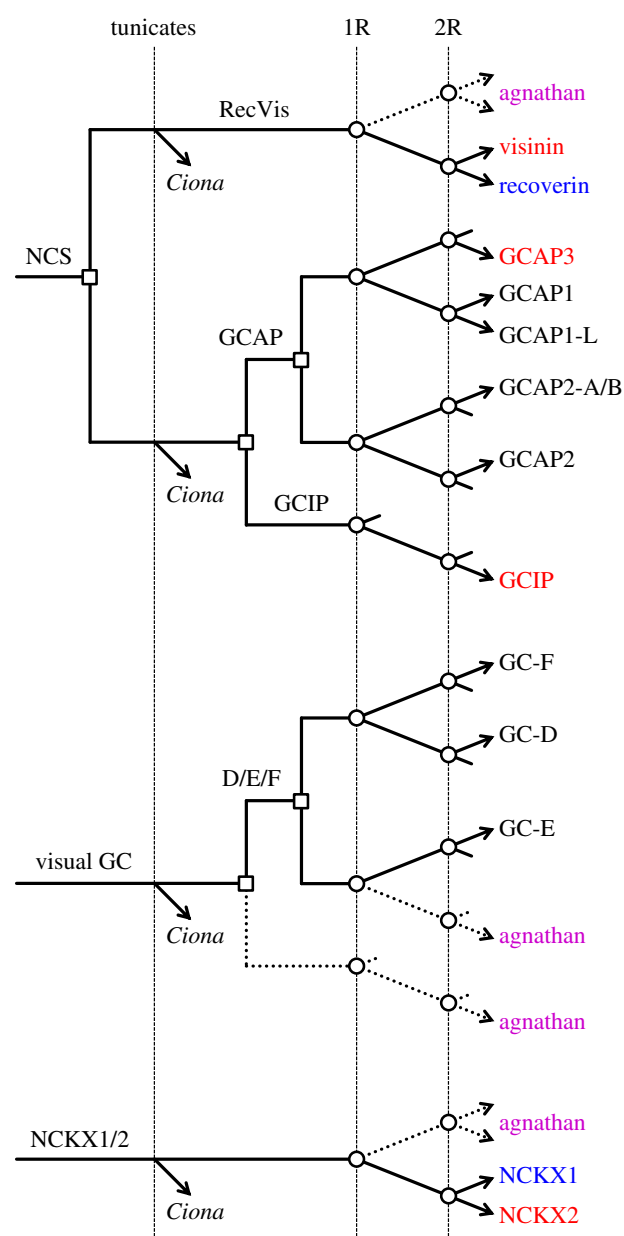 tunicates 1R 2R
agnathan
RecVis
visinin
Ciona
recoverin
NCS
GCAP3
GCAP1
GCAP
GCAP1-L
GCAP2-A/B
GCAP2
Ciona
GCIP
GCIP
GC-F
GC-D
D/E/F
GC-E
visual GC
Ciona
agnathan
agnathan
agnathan
NCKX1/2
NCKX1
Ciona
NCKX2